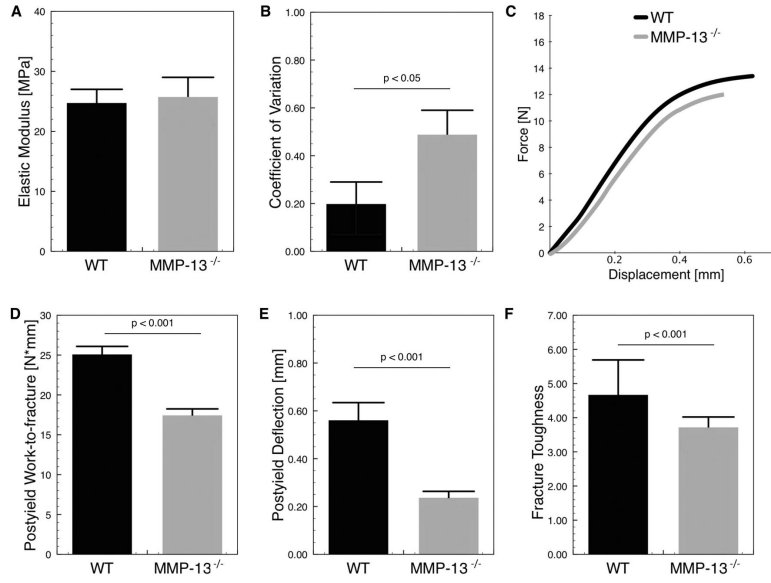 A
Elastic Modulus [MPa]
40
30
20
10
0
WT
MMP-13 -/-
B
Coefficient of Variation
1.00
0.80
0.60
0.40
0.20
0.00
p < 0.05
WT
MMP-13 -/-
C
Force [N]
18
16
14
12
10
8
6
4
2
0
WT
MMP-13 -/-
0.2
0.4
0.6
Displacement [mm]
D
Postyield Work-to-fracture [N*mm]
30
25
20
15
10
5
0
p < 0.001
WT
MMP-13 -/-
E
Postyield Deflection [mm]
1.00
0.80
0.60
0.40
0.20
0.00
p < 0.001
WT
MMP-13 -/-
F
Fracture Toughness
7.00
6.00
5.00
4.00
3.00
2.00
1.00
0.00
p < 0.001
WT
MMP-13 -/-